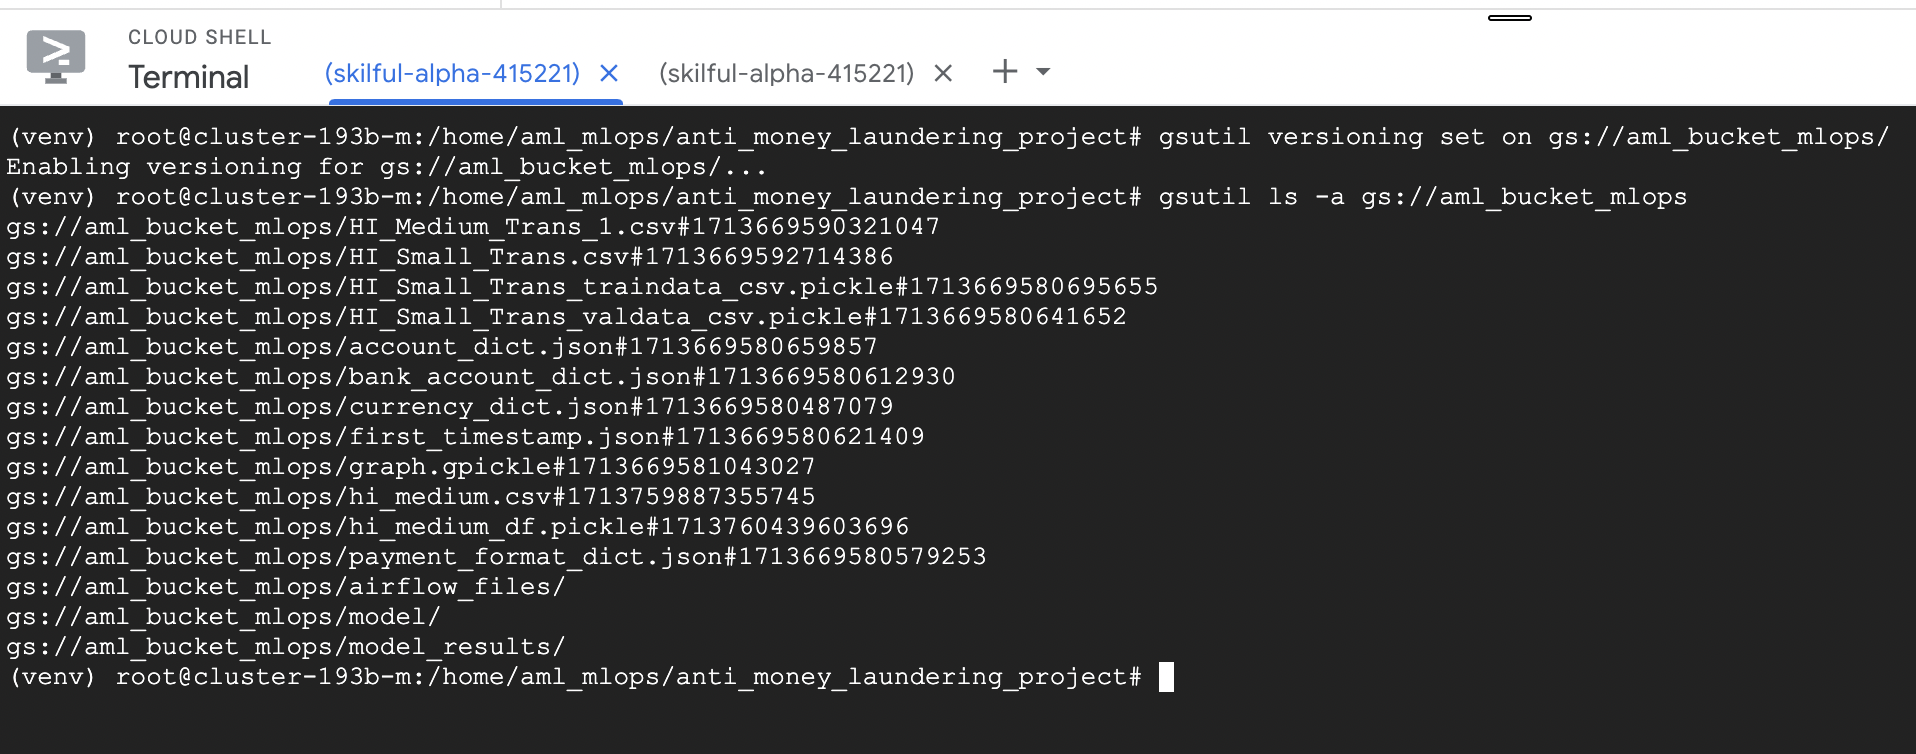 CLOUD SHELL
Terminal
(skilful-alpha-415221)
(skilful-alpha-415221)
(venv) root@cluster-193b-m:/home/aml_mlops/anti_money_laundering_project# gsutil versioning set on gs://aml_bucket_mlops/
Enabling versioning for gs://aml_bucket_mlops/...
(venv) root@cluster-193b-m:/home/aml_mlops/anti_money_laundering_project# gsutil ls -a gs://aml_bucket_mlops
gs://aml_bucket_mlops/HI_Medium_Trans_1.csv#1713669590321047
gs://aml_bucket_mlops/HI_Small_Trans.csv#1713669592714386
gs://aml_bucket_mlops/HI_Small_Trans_traindata_csv.pickle#1713669580695655
gs://aml_bucket_mlops/HI_Small_Trans_valdata_csv.pickle#1713669580641652
gs://aml_bucket_mlops/account_dict.json#1713669580659857
gs://aml_bucket_mlops/bank_account_dict.json#1713669580612930
gs://aml_bucket_mlops/currency_dict.json#1713669580487079
gs://aml_bucket_mlops/first_timestamp.json#1713669580621409
gs://aml_bucket_mlops/graph.gpickle#1713669581043027
gs://aml_bucket_mlops/hi_medium.csv#1713759887355745
gs://aml_bucket_mlops/hi_medium_df.pickle#1713760439603696
gs://aml_bucket_mlops/payment_format_dict.json#1713669580579253
gs://aml_bucket_mlops/airflow_files/
gs://aml_bucket_mlops/model/
gs://aml_bucket_mlops/model_results/
(venv) root@cluster-193b-m:/home/aml_mlops/anti_money_laundering_project#